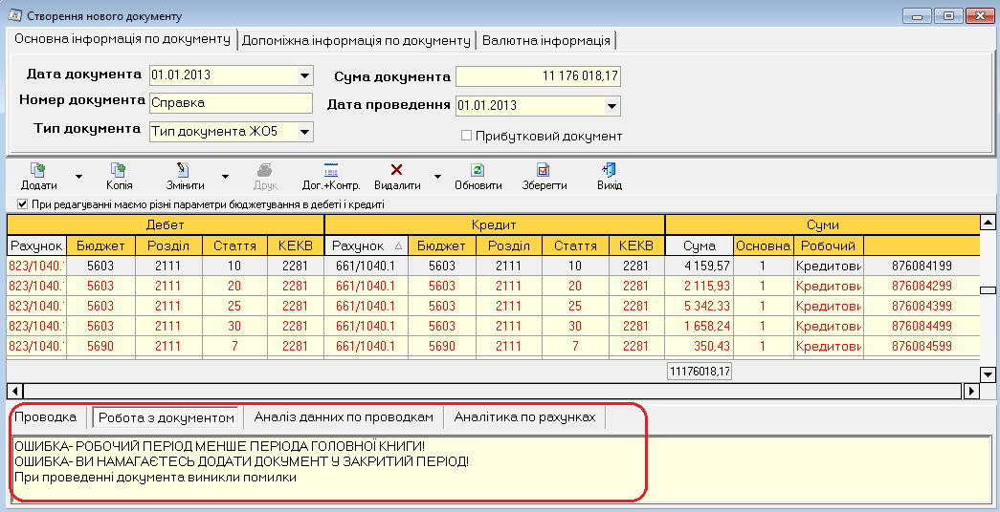 Створення нового документу
Основна інформація по документу Допоміжна інформація по документу Валютна інформація
Дата документа 01.01.2013 Сума документа 11 176 018,17
Номер документа Справка Дата проведення 01.01.2013
Тип документа Тип документа ЖО5 Прибутковий документ
Додати Копія Змінити Друк Дог.+Контр. Видалити Обновити Зберегти Вихід
При редагуванні маємо різні параметри бюджетування в дебеті і кредиті
Дебет Кредит Суми
Рахунок Бюджет Розділ Стаття КЕКВ Рахунок Бюджет Розділ Стаття КЕКВ Сума Основна Робочий
823/1040. 5603 2111 10 2281 661/1040.1 5603 2111 10 2281 4 159,57 1 Кредитови 876084199
823/1040. 5603 2111 20 2281 661/1040.1 5603 2111 20 2281 2 115,93 1 Кредитови 876084299
823/1040. 5603 2111 25 2281 661/1040.1 5603 2111 25 2281 5 342,33 1 Кредитови 876084399
823/1040. 5603 2111 30 2281 661/1040.1 5603 2111 30 2281 1 658,24 1 Кредитови 876084499
823/1040. 5690 2111 7 2281 661/1040.1 5690 2111 7 2281 350,43 1 Кредитови 876084599
11176018,17
Проводка Робота з документом Аналіз данних по проводкам Аналітика по рахунках
ОШИБКА- РОБОЧИЙ ПЕРІОД МЕНШЕ ПЕРІОДА ГОЛОВНОЇ КНИГИ!
ОШИБКА- ВИ НАМАГАЄТЕСЬ ДОДАТИ ДОКУМЕНТ У ЗАКРИТИЙ ПЕРІОД!
При проведенні документа виникли помилки